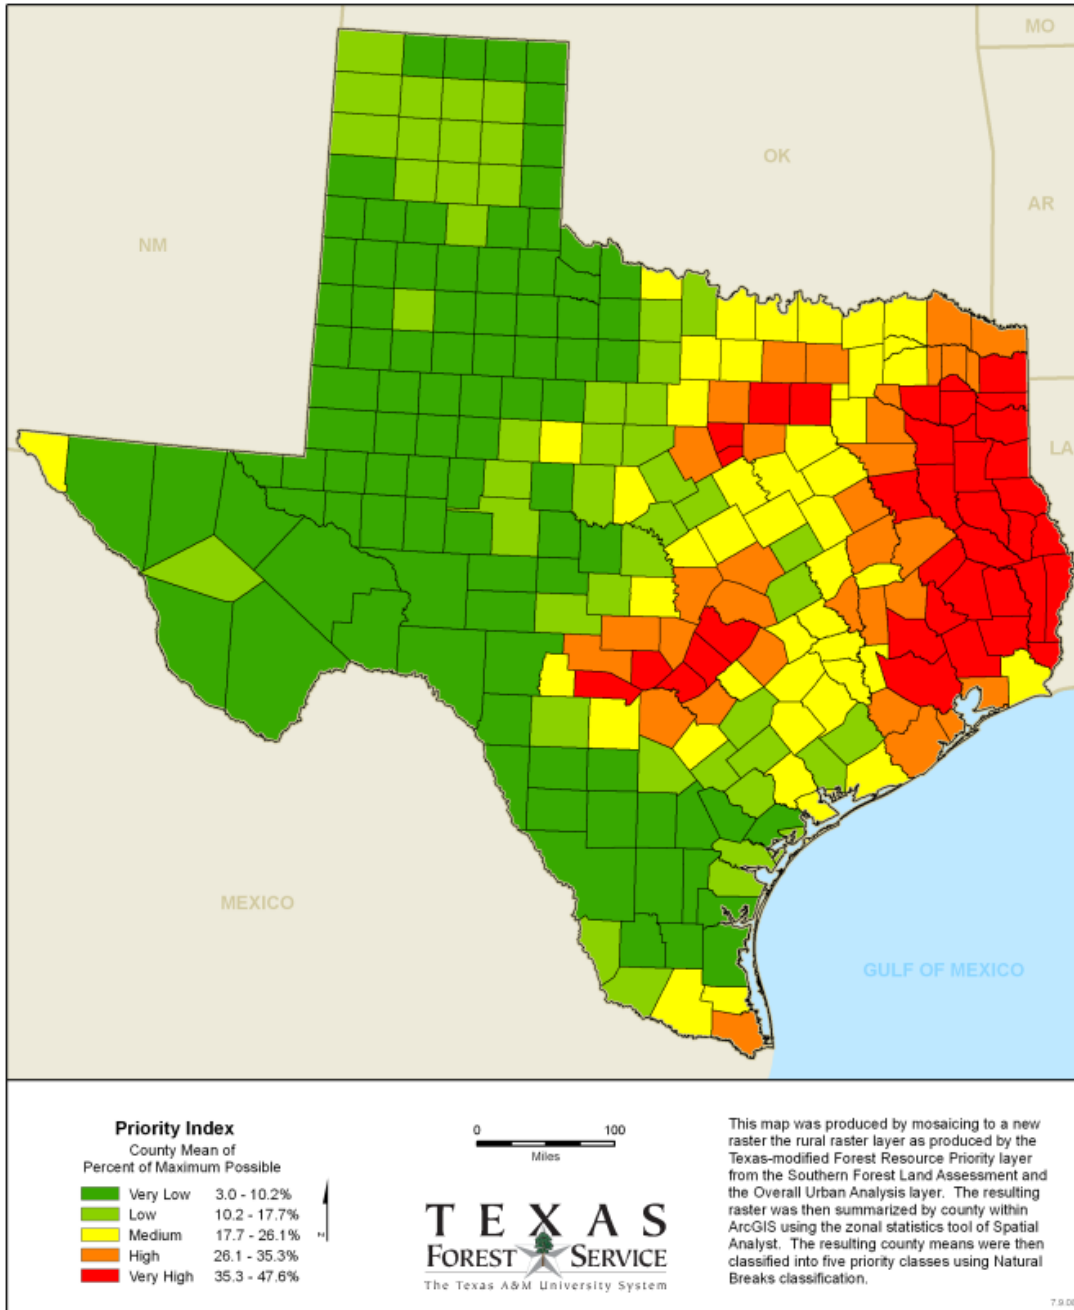 MO
OK
AR
NM
LA
MEXICO
GULF OF MEXICO
Priority Index
County Mean of
Percent of Maximum Possible
Very Low 3.0 - 10.2%
Low 10.2 - 17.7%
Medium 17.7 - 26.1%
High 26.1 - 35.3%
Very High 35.3 - 47.6%
N
0 100
Miles
TEXAS
FOREST SERVICE
The Texas A&M University System
This map was produced by mosaicing to a new
raster the rural raster layer as produced by the
Texas-modified Forest Resource Priority layer
from the Southern Forest Land Assessment and
the Overall Urban Analysis layer. The resulting
raster was then summarized by county within
ArcGIS using the zonal statistics tool of Spatial
Analyst. The resulting county means were then
classified into five priority classes using Natural
Breaks classification.